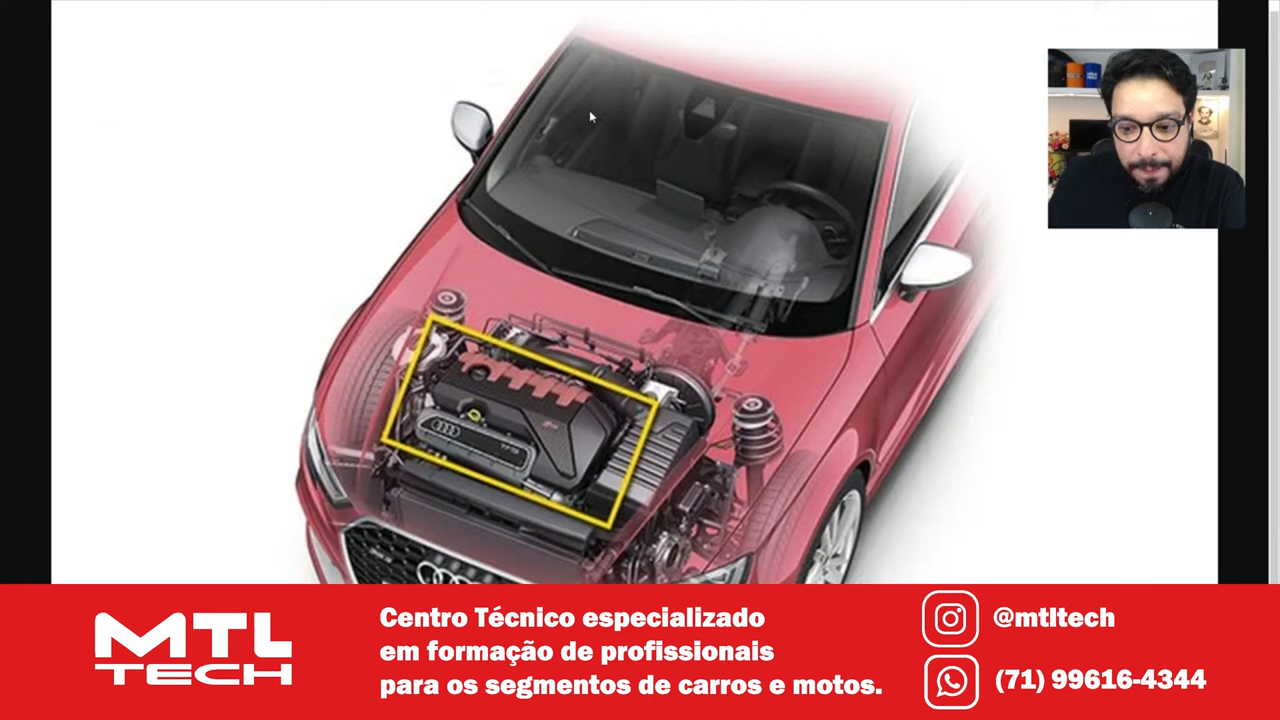 MTL
TECH
Centro Técnico especializado
em formação de profissionais
para os segmentos de carros e motos.
@mtltech
(71) 99616-4344